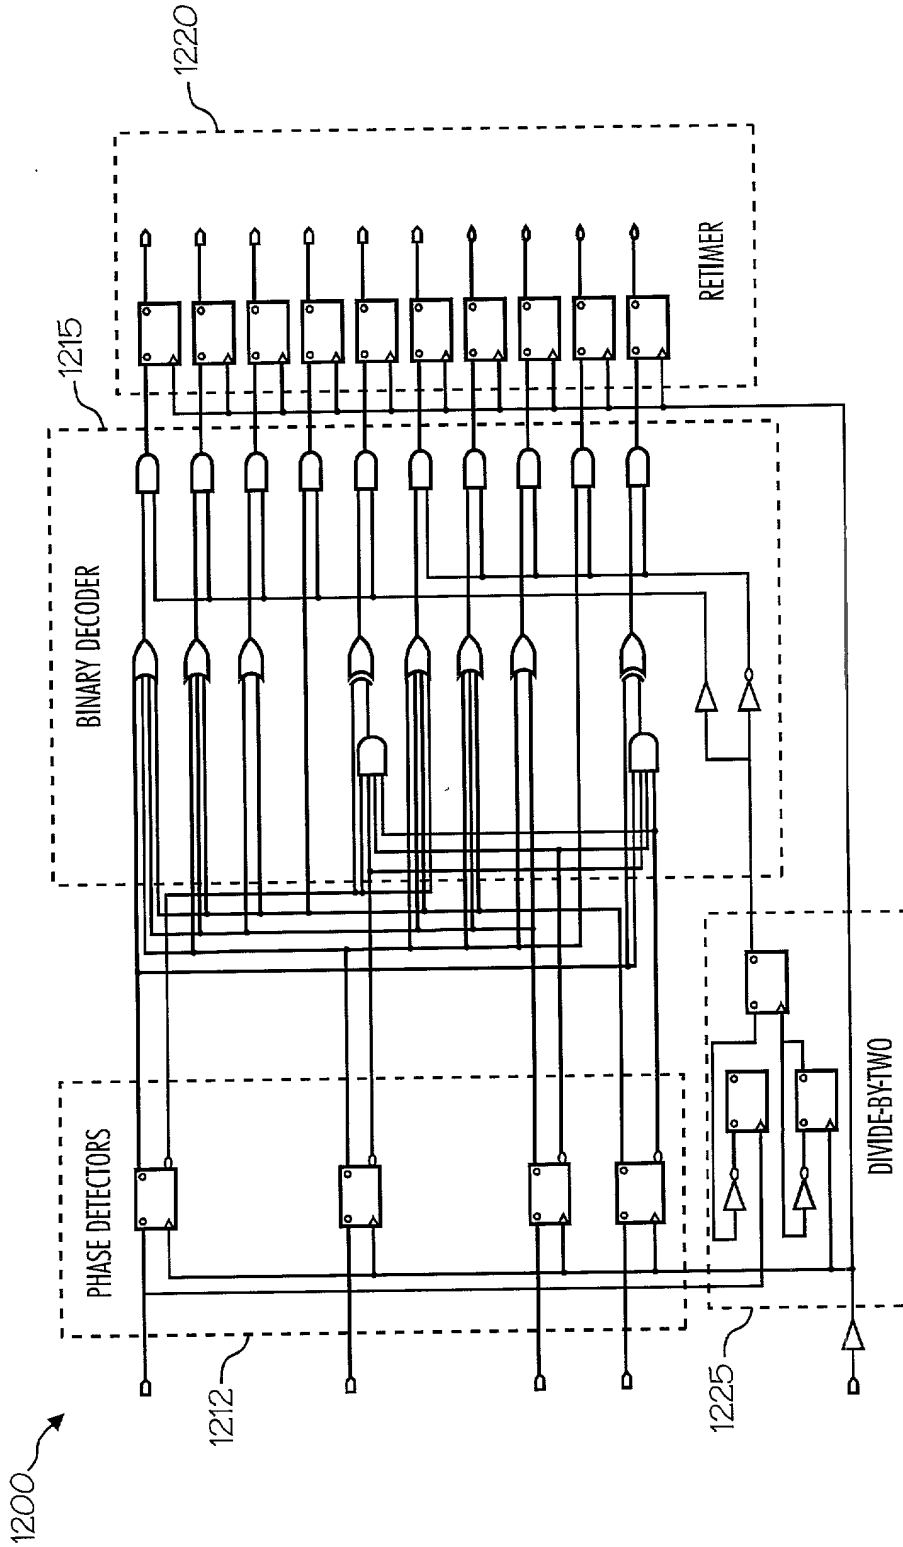 1200
1212
PHASE DETECTORS
1215
BINARY DECODER
1220
RETIMER
1225
DIVIDE-BY-TWO